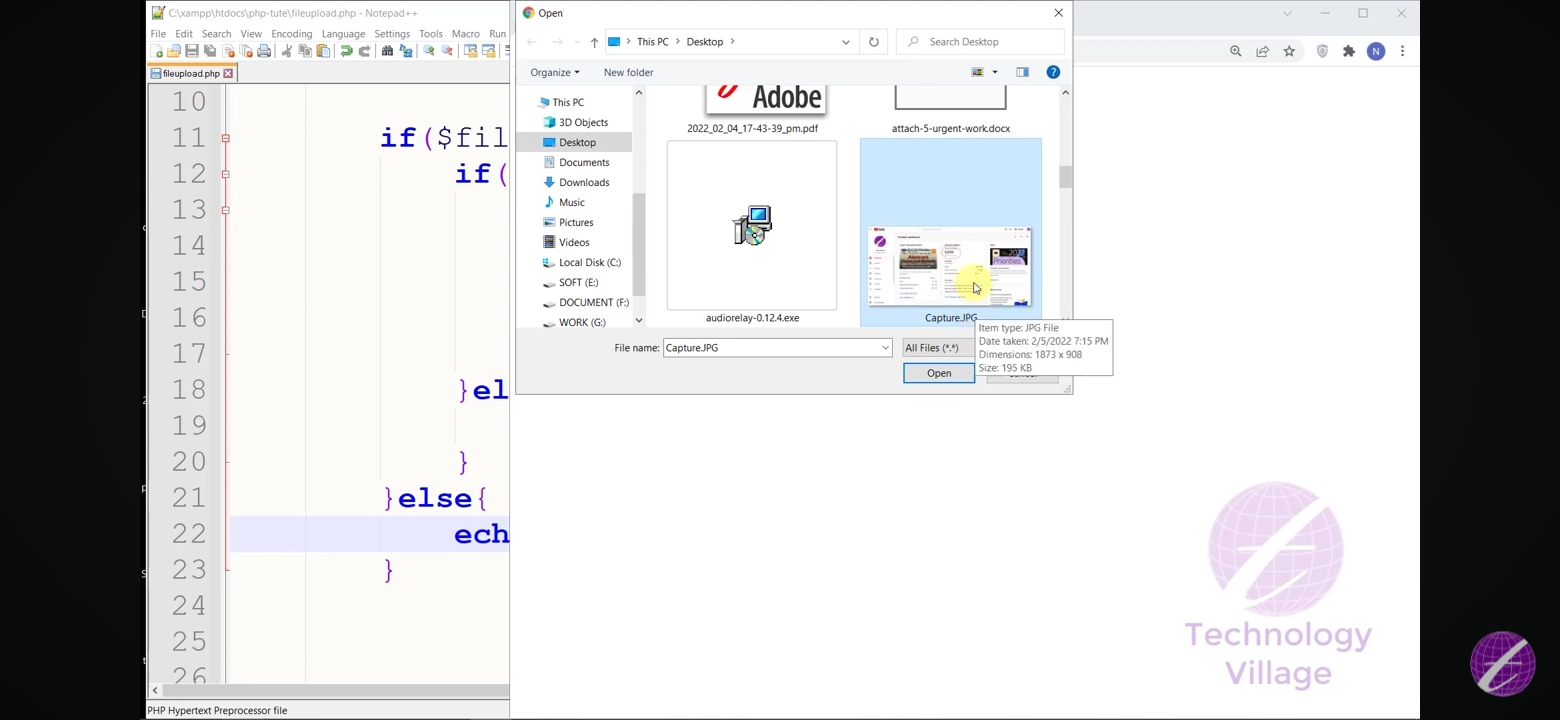 C:\xampp\htdocs\php-tute\fileupload.php - Notepad++
File Edit Search View Encoding Language Settings Tools Macro Run
fileupload.php
10
11 if($fil
12 if(
13
14
15
16
17
18 }el
19
20 }
21 }else{
22 ech
23 }
24
25
26
PHP Hypertext Preprocessor file
Open
This PC > Desktop >
Search Desktop
Organize
New folder
This PC
3D Objects
Desktop
Documents
Downloads
Music
Pictures
Videos
Local Disk (C:)
SOFT (E:)
DOCUMENT (F:)
WORK (G:)
Adobe
2022_02_04_17-43-39_pm.pdf
attach-5-urgent-work.docx
audiorelay-0.12.4.exe
Capture.JPG
Item type: JPG File
Date taken: 2/5/2022 7:15 PM
Dimensions: 1873 x 908
Size: 195 KB
File name: Capture.JPG
All Files (*.*)
Open
N
Technology
Village